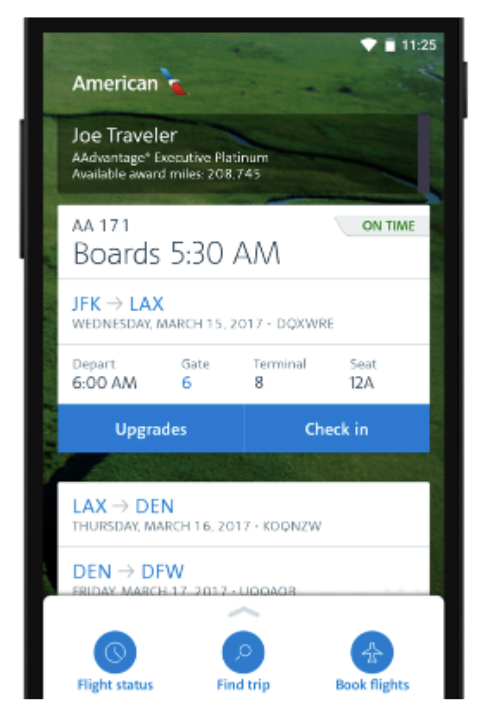 11:25
American
Joe Traveler
AAdvantage® Executive Platinum
Available award miles: 208,745
AA 171
ON TIME
Boards 5:30 AM
JFK → LAX
WEDNESDAY, MARCH 15, 2017 • DQXWRE
Depart Gate Terminal Seat
6:00 AM 6 8 12A
Upgrades Check in
LAX → DEN
THURSDAY, MARCH 16, 2017 • KOQNZW
DEN → DFW
FRIDAY, MARCH 17, 2017 •
Flight status Find trip Book flights